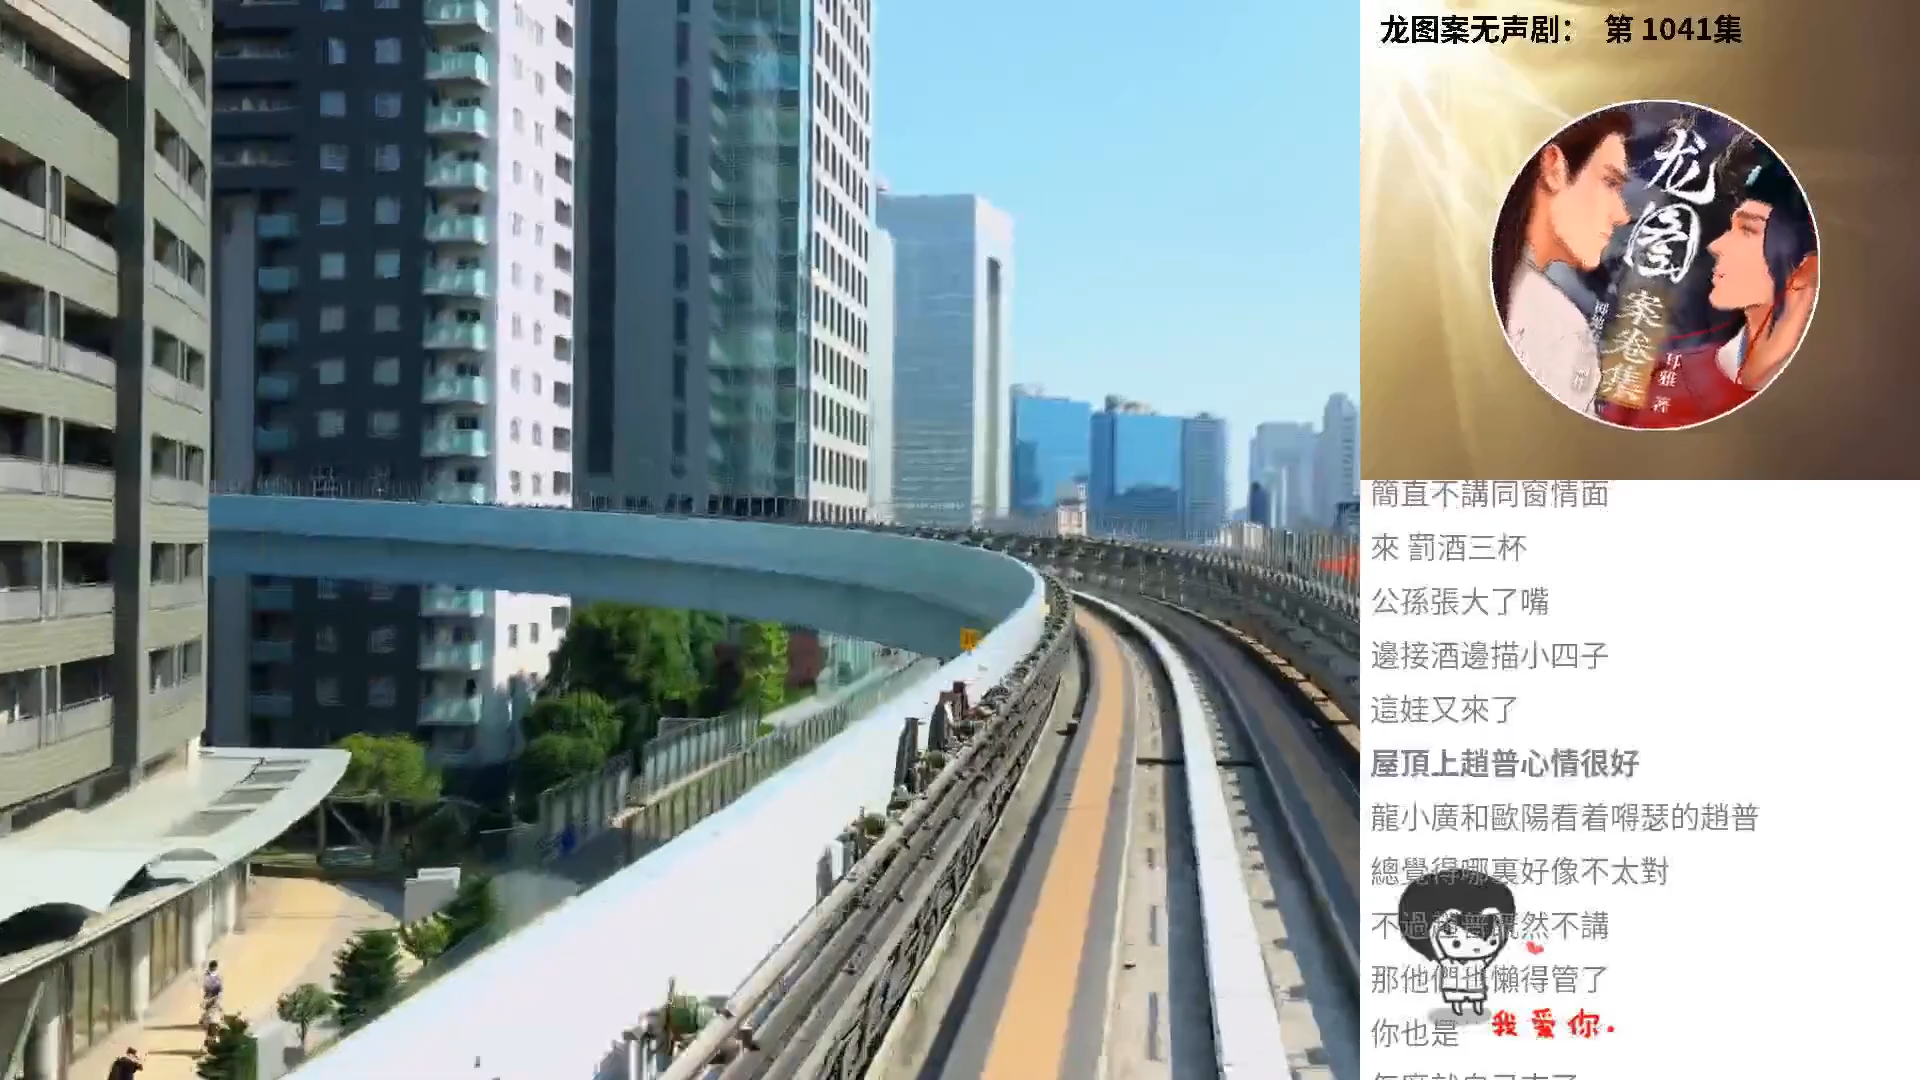 龙图案无声剧： 第 1041集
龙图
案卷集
耳雅 著
簡直不講同窗情面
來 罰酒三杯
公孫張大了嘴
邊接酒邊描小四子
這娃又來了
屋頂上趙普心情很好
龍小廣和歐陽看着嘚瑟的趙普
總覺得哪裏好像不太對
不過趙普既然不講
那他們也懶得管了
你也是
我爱你.